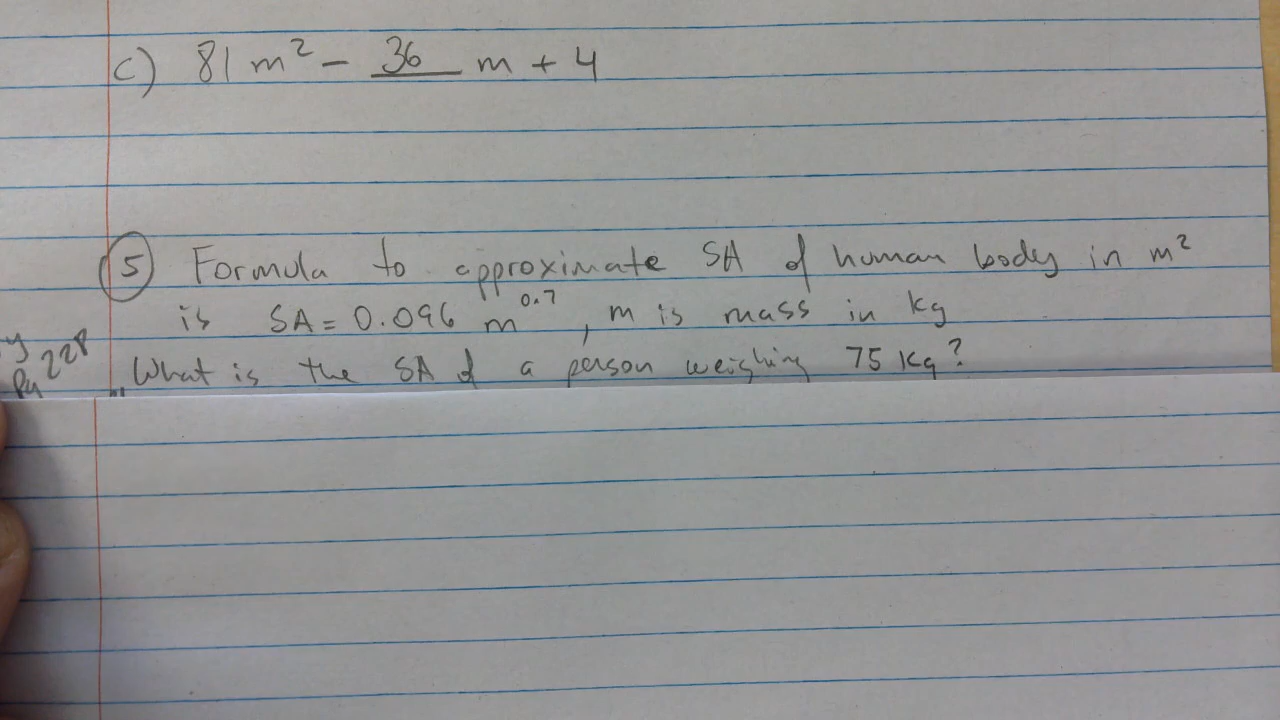 c) 81 m² - 36 m + 4
5 Formula to approximate SA of human body in m²
is SA = 0.096 m^0.7, m is mass in kg
What is the SA of a person weighing 75 kg?
228